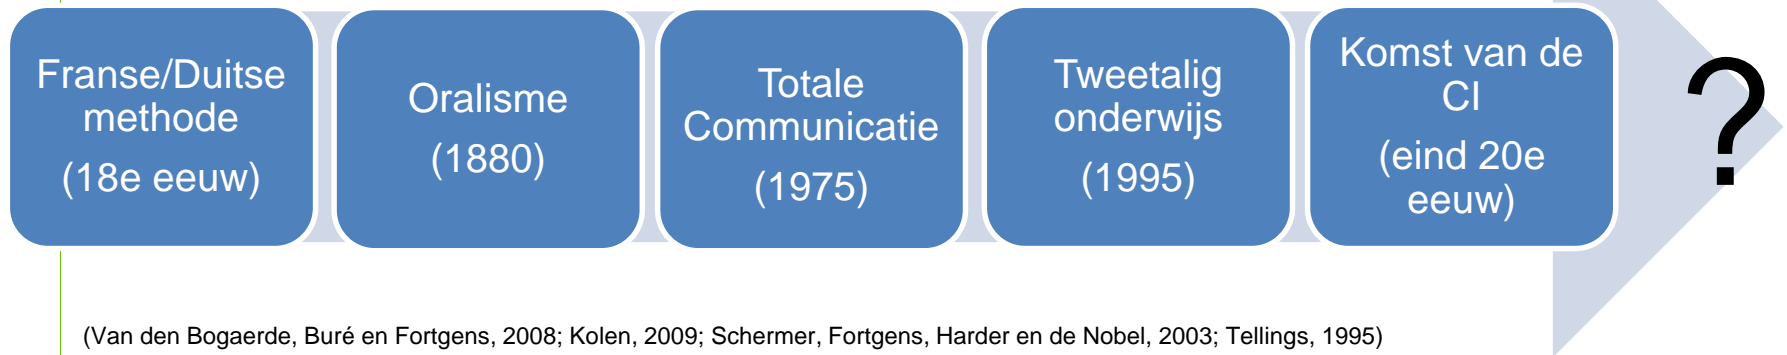 Franse/Duitse
methode
(18e eeuw)
Oralisme
(1880)
Totale
Communicatie
(1975)
Tweetalig
onderwijs
(1995)
Komst van de
CI
(eind 20e
eeuw)
?
(Van den Bogaerde, Buré en Fortgens, 2008; Kolen, 2009; Schermer, Fortgens, Harder en de Nobel, 2003; Tellings, 1995)